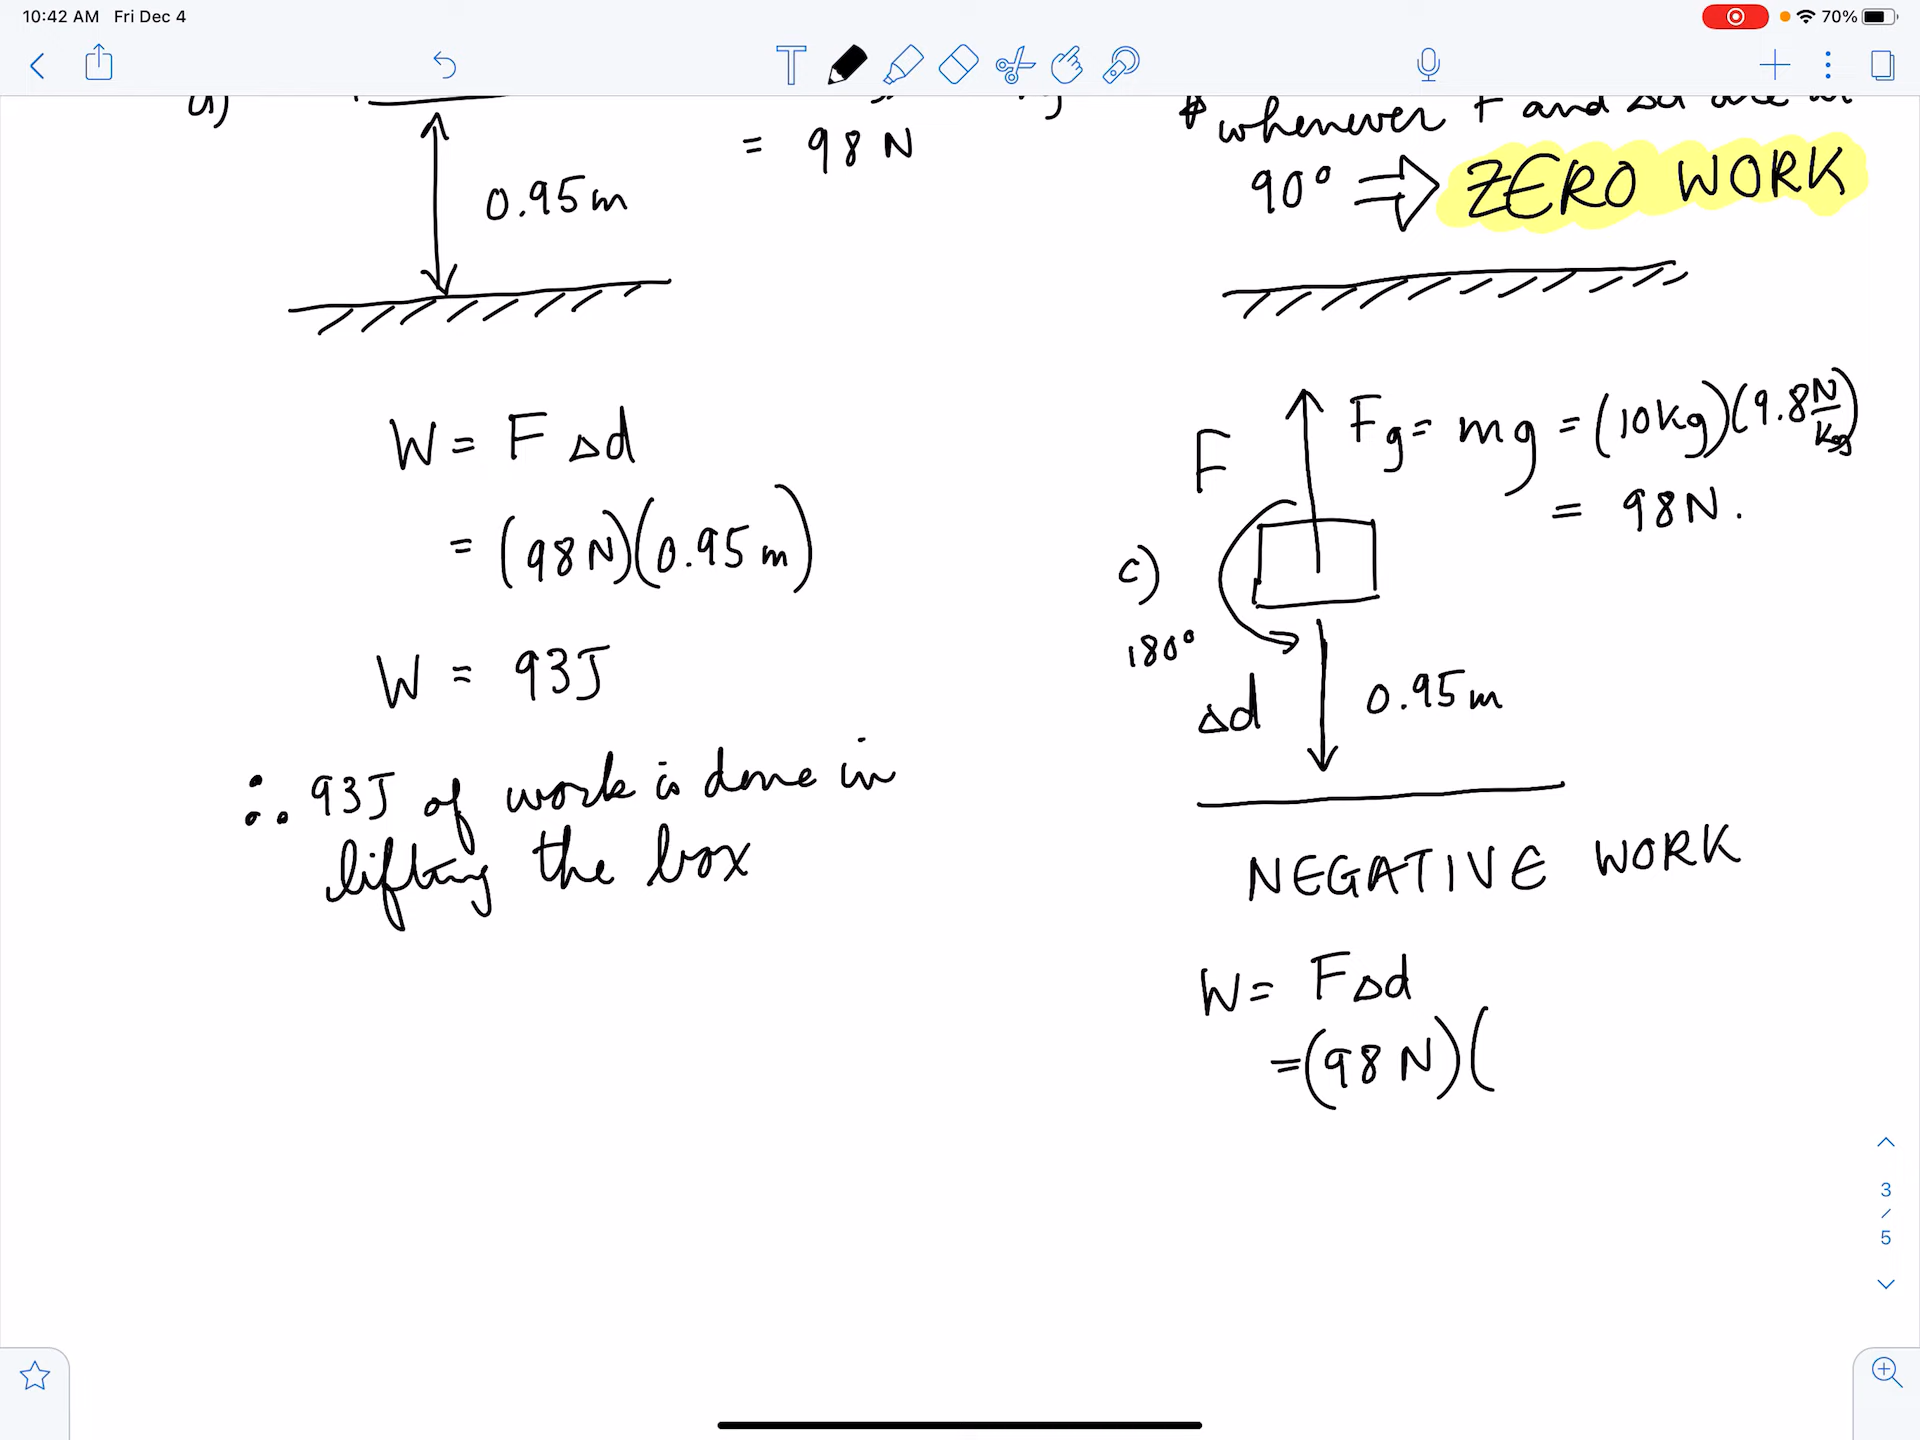 10:42 AM Fri Dec 4
70%
a)
= 98 N
0.95m
whenever F and Δd are in
90° ⇒ ZERO WORK
W = F Δd
= (98 N)(0.95 m)
W = 93J
∴ 93J of work is done in
lifting the box
F
Fg = mg = (10kg)(9.8 N/kg)
= 98N.
c)
180°
Δd
0.95m
NEGATIVE WORK
W = FΔd
= (98 N)(
3
/
5